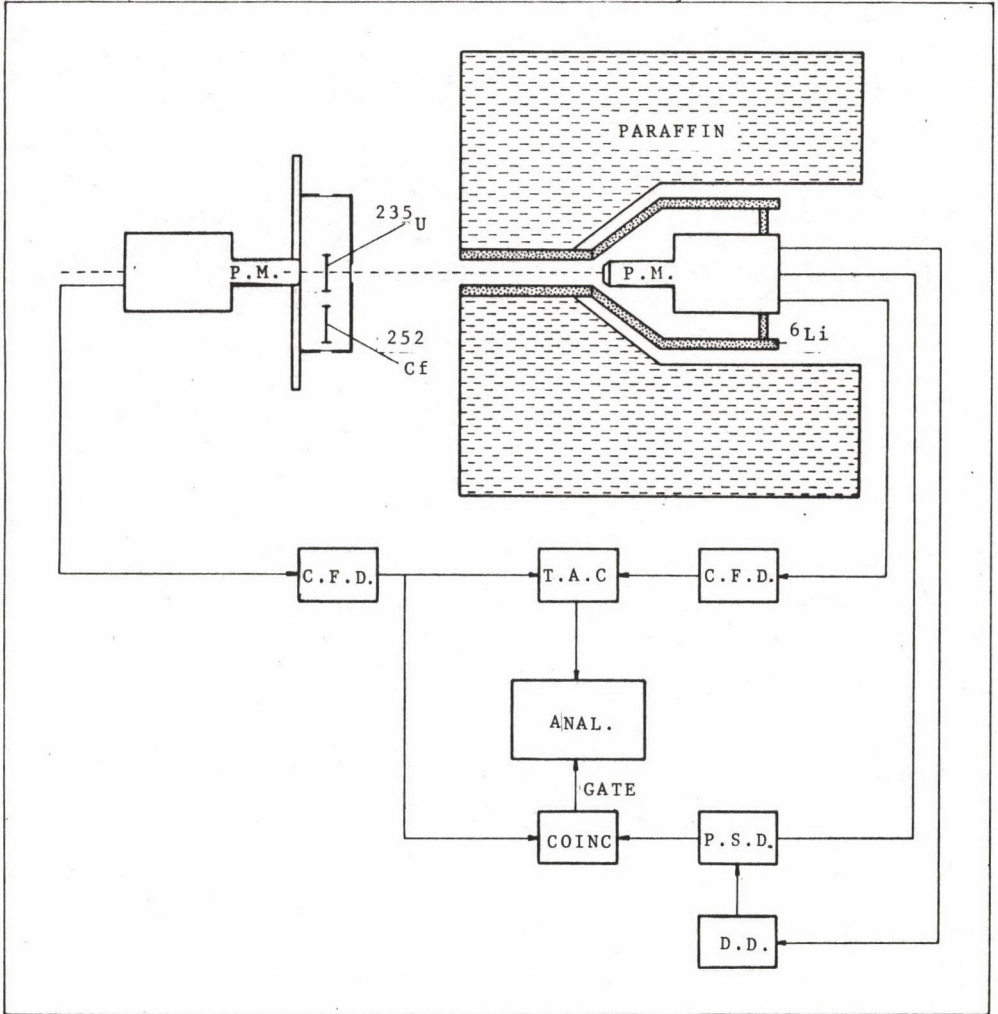 PARAFFIN
235U
P.M.
P.M.
252Cf
6Li
C.F.D.
T.A.C
C.F.D.
ANAL.
GATE
COINC
P.S.D.
D.D.